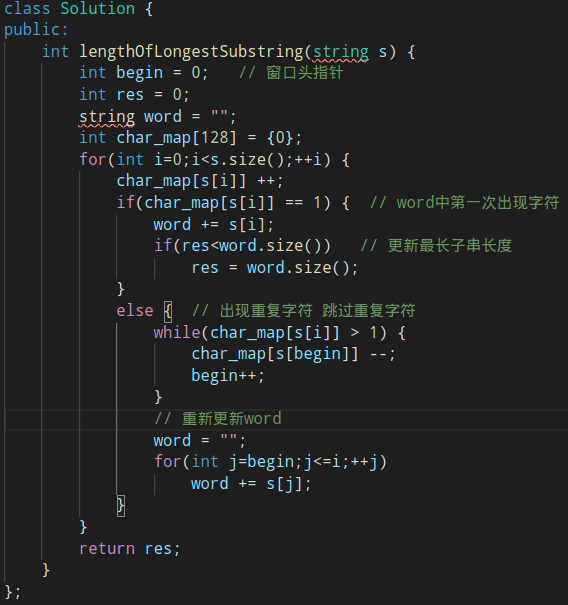 class Solution {
public:
    int lengthOfLongestSubstring(string s) {
        int begin = 0;   // 窗口头指针
        int res = 0;
        string word = "";
        int char_map[128] = {0};
        for(int i=0;i<s.size();++i) {
            char_map[s[i]] ++;
            if(char_map[s[i]] == 1) {  // word中第一次出现字符
                word += s[i];
                if(res<word.size())   // 更新最长子串长度
                    res = word.size();
            }
            else {  // 出现重复字符 跳过重复字符
                while(char_map[s[i]] > 1) {
                    char_map[s[begin]] --;
                    begin++;
                }
                // 重新更新word
                word = "";
                for(int j=begin;j<=i;++j)
                    word += s[j];
            }
        }
        return res;
    }
};